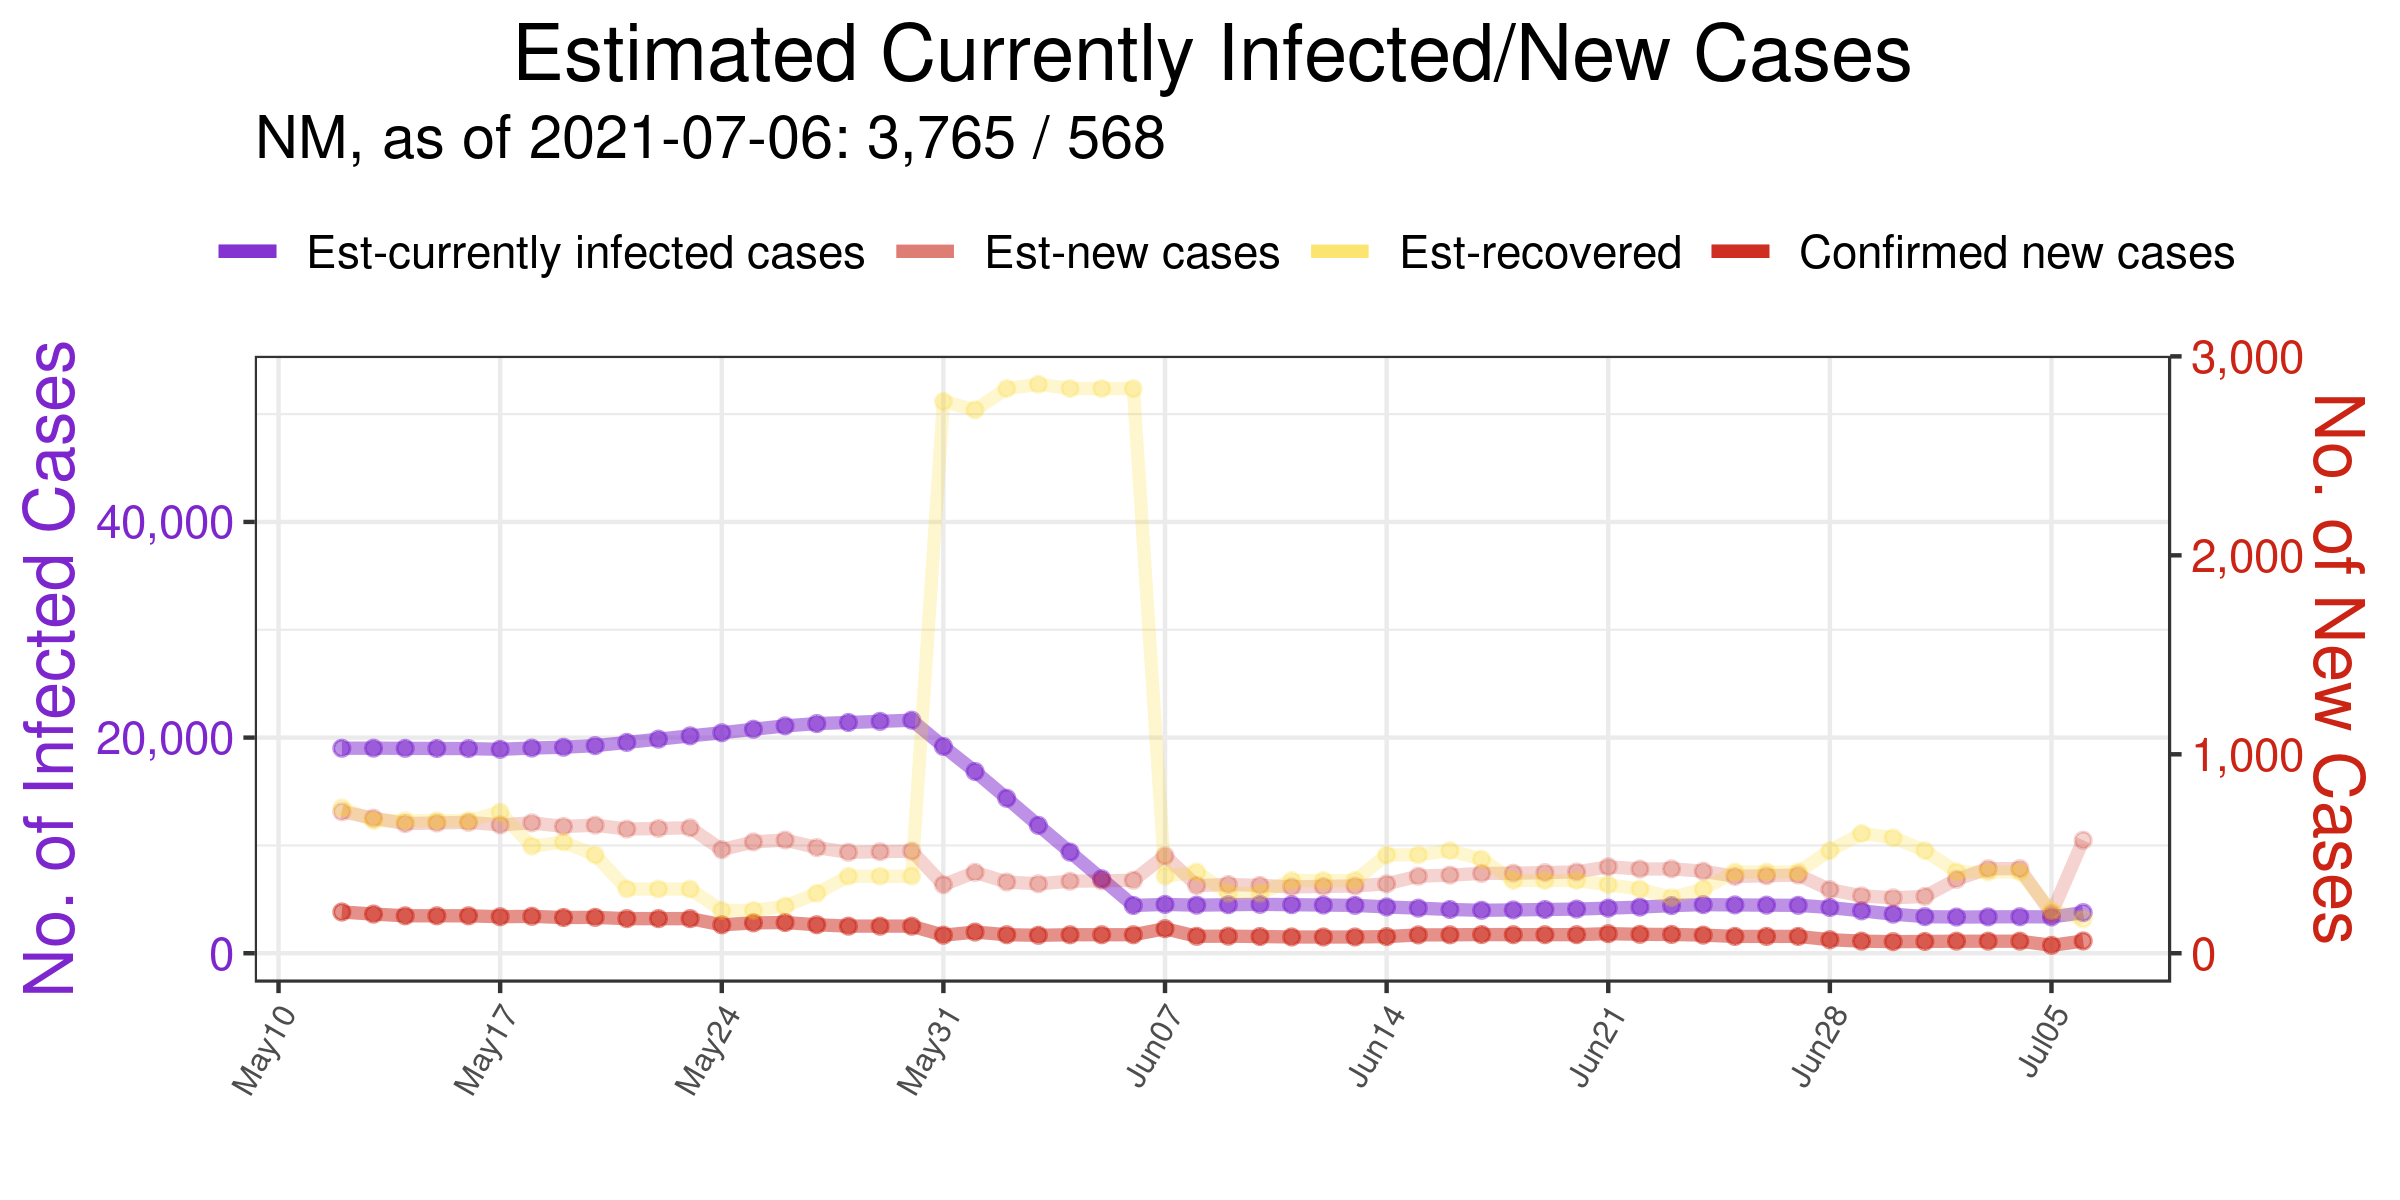 Estimated Currently Infected/New Cases
NM, as of 2021-07-06: 3,765 / 568
Est-currently infected cases Est-new cases Est-recovered Confirmed new cases
No. of Infected Cases
40,000
20,000
0
3,000
2,000
1,000
0
No. of New Cases
May10 May17 May24 May31 Jun07 Jun14 Jun21 Jun28 Jul05